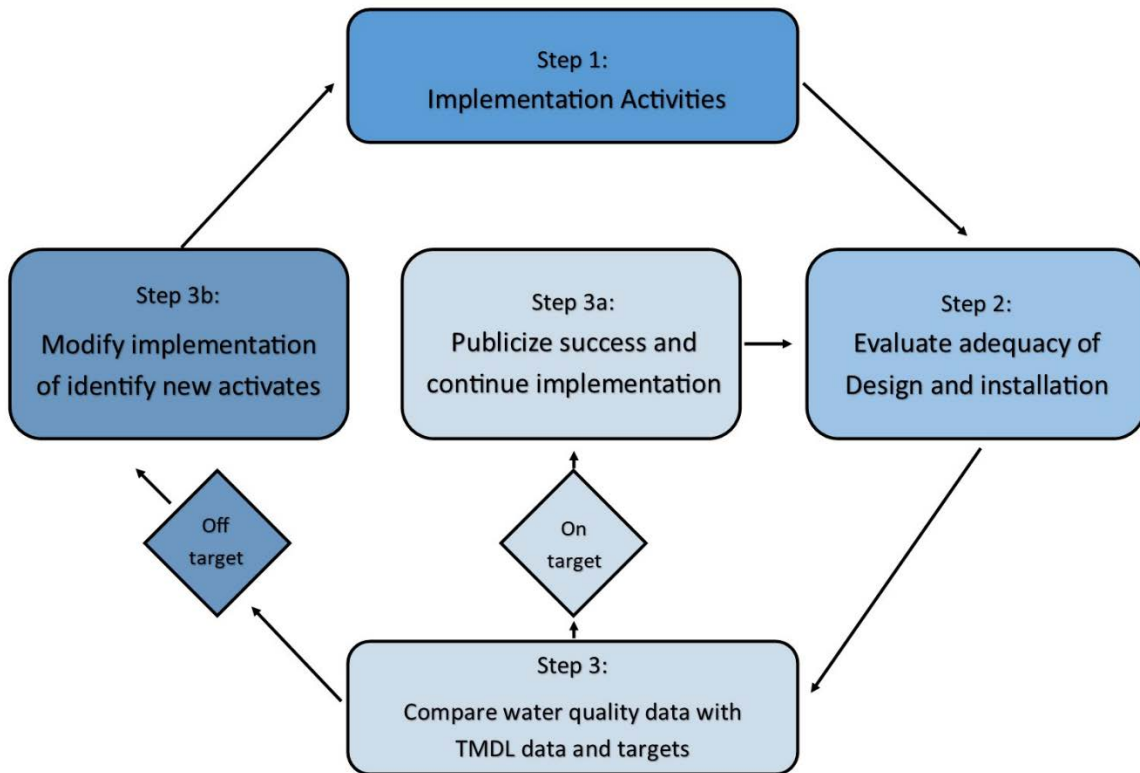 Step 1:
Implementation Activities
Step 3b:
Modify implementation
of identify new activates
Step 3a:
Publicize success and
continue implementation
Step 2:
Evaluate adequacy of
Design and installation
Off
target
On
target
Step 3:
Compare water quality data with
TMDL data and targets